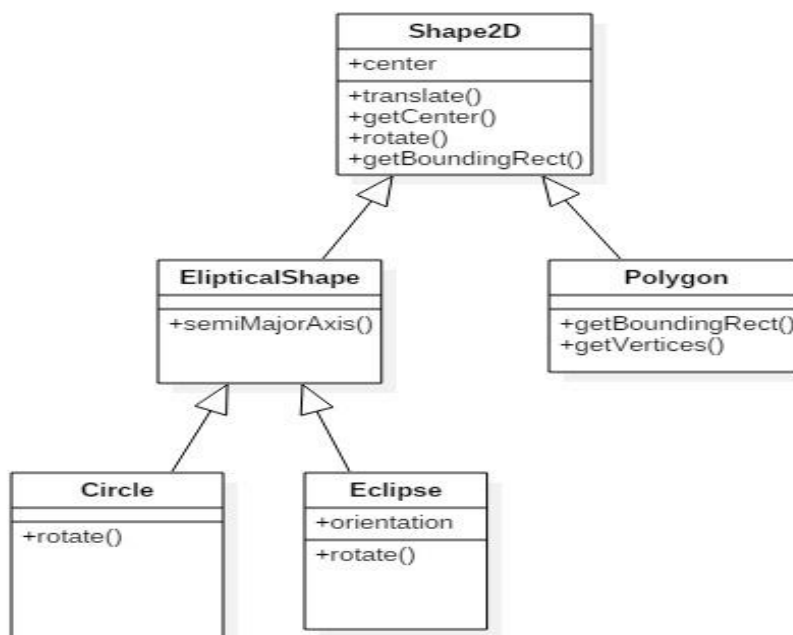 Shape2D
+center
+translate()
+getCenter()
+rotate()
+getBoundingRect()
ElipticalShape
+semiMajorAxis()
Polygon
+getBoundingRect()
+getVertices()
Circle
+rotate()
Eclipse
+orientation
+rotate()